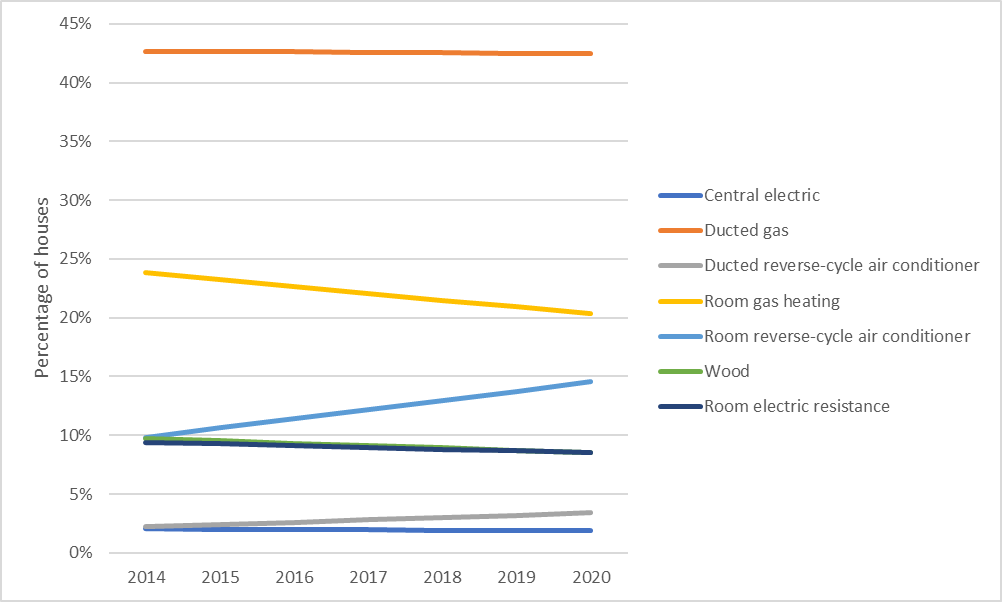 45%
40%
35%
30%
25%
20%
15%
10%
5%
0%
Percentage of houses
2014 2015 2016 2017 2018 2019 2020
Central electric
Ducted gas
Ducted reverse-cycle air conditioner
Room gas heating
Room reverse-cycle air conditioner
Wood
Room electric resistance